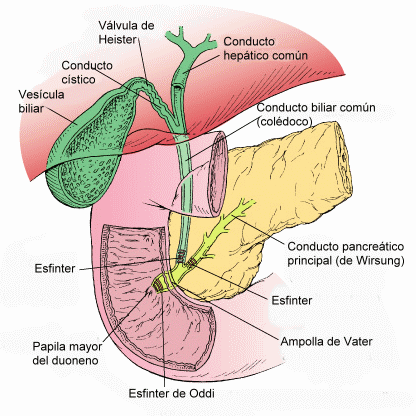 Válvula de
Heister
Conducto
hepático común
Conducto
cístico
Vesícula
biliar
Conducto biliar común
(colédoco)
Conducto pancreático
principal (de Wirsung)
Esfinter
Esfinter
Papila mayor
del duoneno
Ampolla de Vater
Esfinter de Oddi